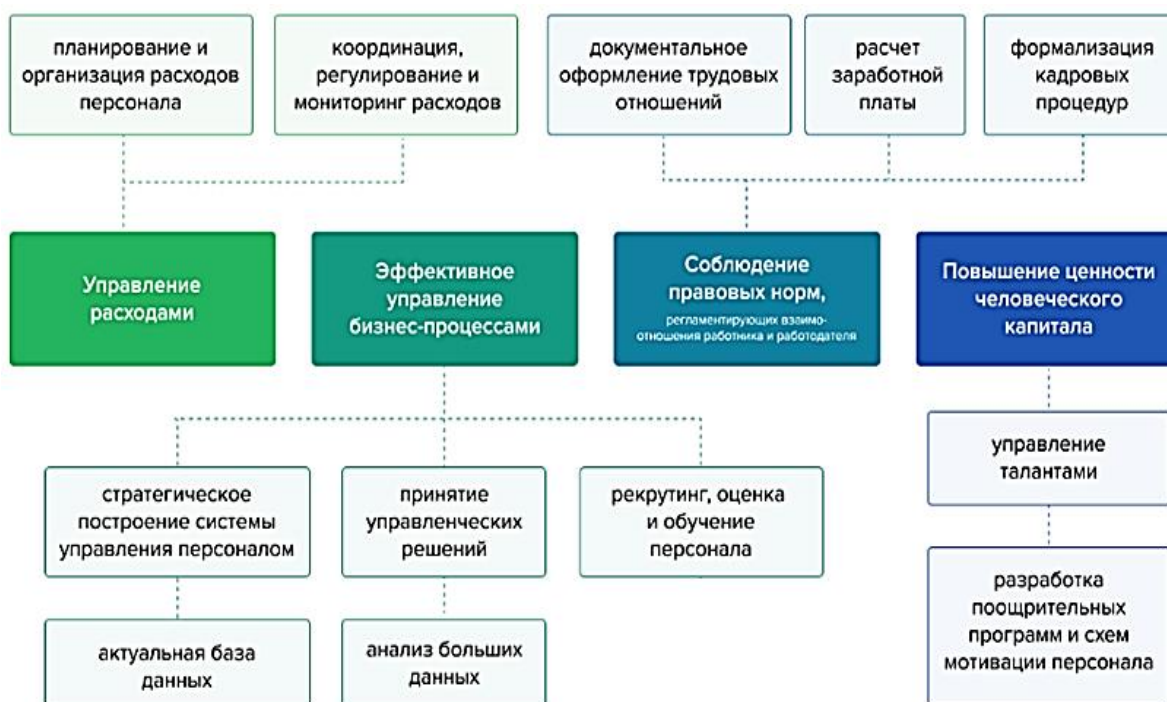 планирование и
организация расходов
персонала
координация,
регулирование и
мониторинг расходов
документальное
оформление трудовых
отношений
расчет
заработной
платы
формализация
кадровых
процедур
Управление
расходами
Эффективное
управление
бизнес-процессами
Соблюдение
правовых норм,
регламентирующих взаимо-
отношения работника и работодателя
Повышение ценности
человеческого
капитала
стратегическое
построение системы
управления персоналом
принятие
управленческих
решений
рекрутинг, оценка
и обучение
персонала
управление
талантами
актуальная база
данных
анализ больших
данных
разработка
поощрительных
программ и схем
мотивации персонала